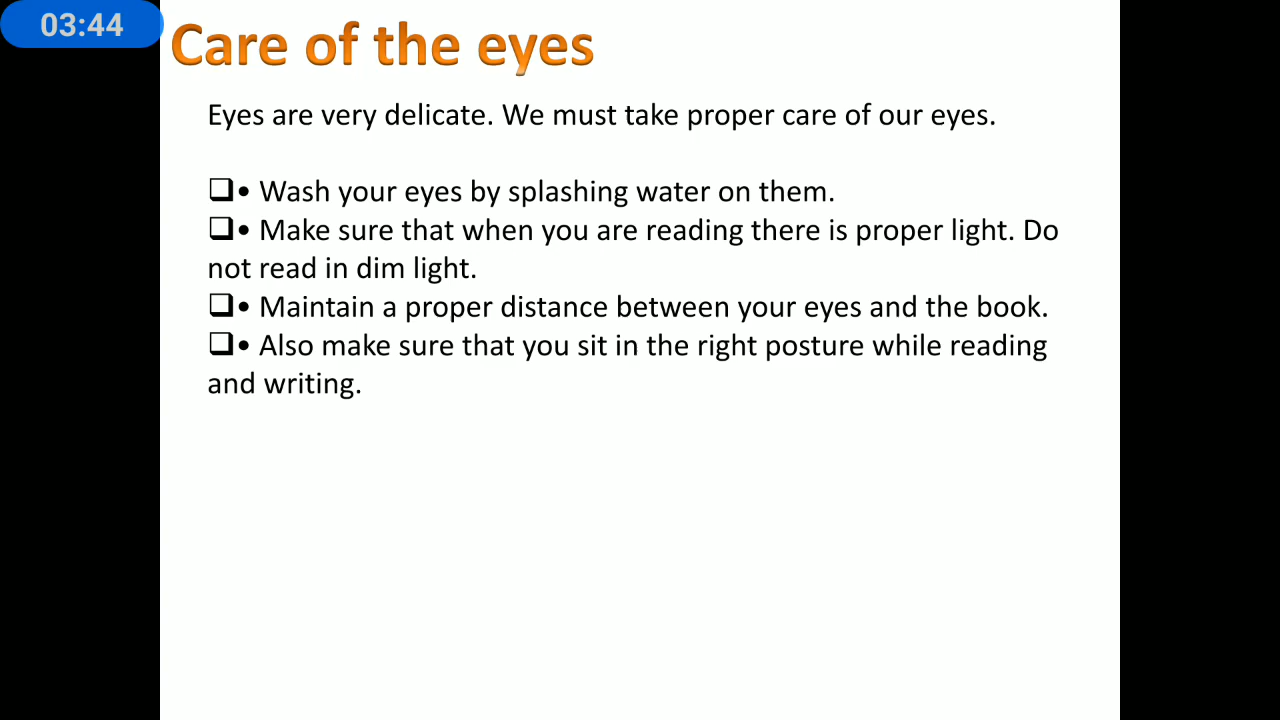 03:44
Care of the eyes
Eyes are very delicate. We must take proper care of our eyes.
❑• Wash your eyes by splashing water on them.
❑• Make sure that when you are reading there is proper light. Do
not read in dim light.
❑• Maintain a proper distance between your eyes and the book.
❑• Also make sure that you sit in the right posture while reading
and writing.